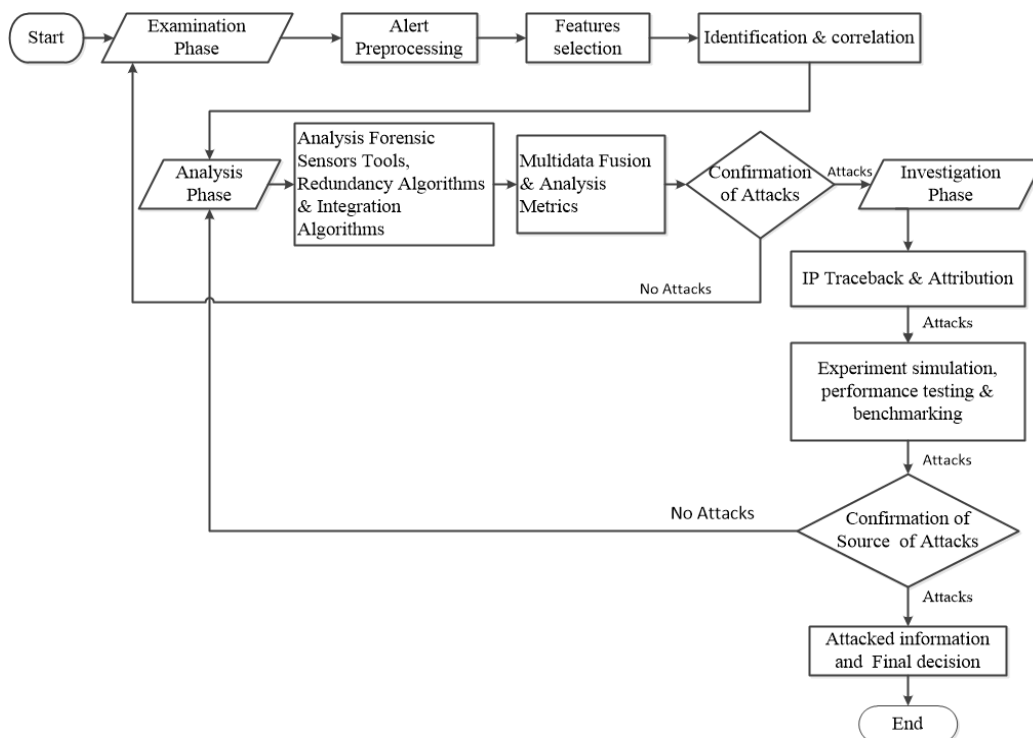 Start
Examination
Phase
Alert
Preprocessing
Features
selection
Identification & correlation
Analysis
Phase
Analysis Forensic
Sensors Tools,
Redundancy Algorithms
& Integration
Algorithms
Multidata Fusion
& Analysis
Metrics
Confirmation
of Attacks
Attacks
Investigation
Phase
No Attacks
IP Traceback & Attribution
Attacks
Experiment simulation,
performance testing &
benchmarking
Attacks
No Attacks
Confirmation of
Source of Attacks
Attacks
Attacked information
and Final decision
End